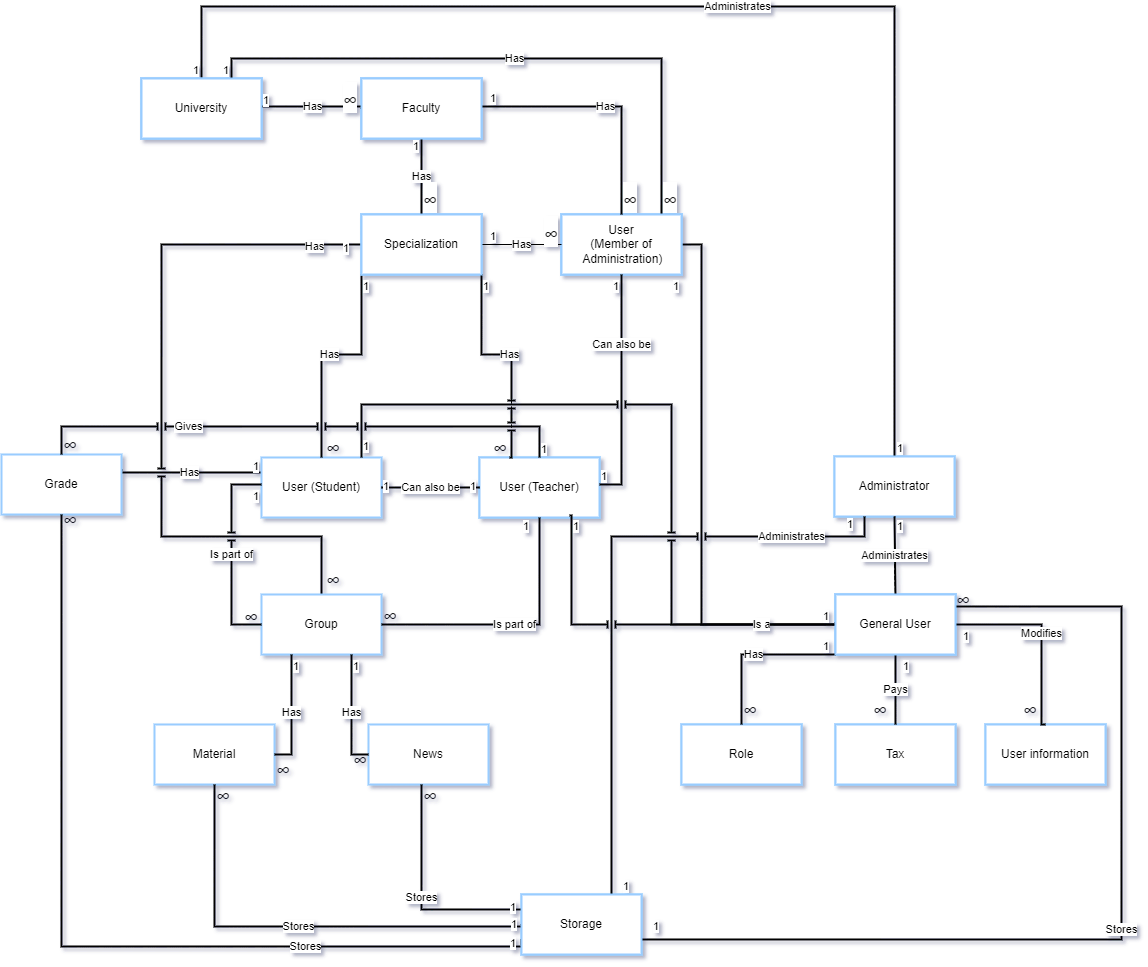 Administrates
1
1
Has
University
1
Has
∞
Faculty
1
Has
1
Has
∞
∞
∞
Specialization
1
Has
∞
User
(Member of
Administration)
Has
1
1
1
1
1
Can also be
Has
Has
Gives
∞
∞
1
∞
1
1
Grade
Has
1
1
User (Student)
1
Can also be
1
User (Teacher)
1
Administrator
∞
1
1
1
1
Administrates
Administrates
Is part of
∞
∞
Group
∞
Is part of
Is a
1
General User
∞
1
Modifies
1
1
Has
1
1
Pays
Has
Has
∞
∞
∞
Material
∞
∞
News
Role
Tax
User information
∞
∞
Stores
1
1
Stores
1
Stores
1
Storage
1
Stores